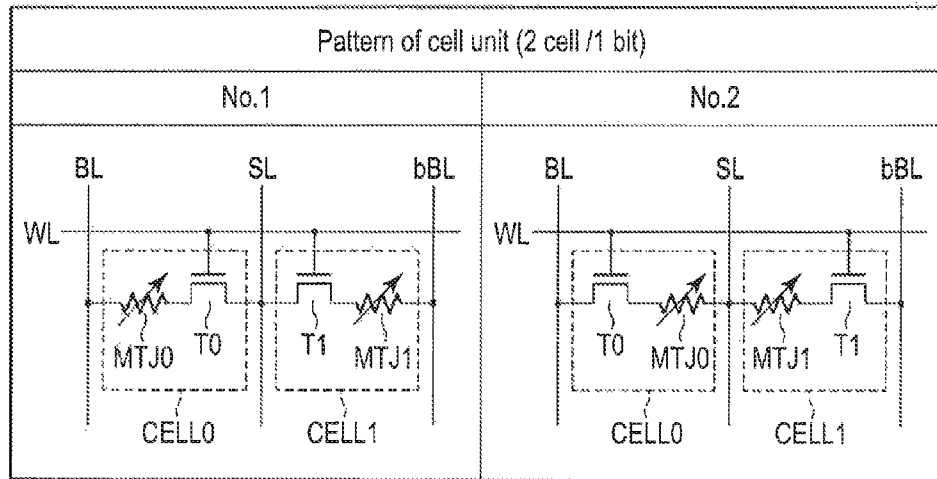 Pattern of cell unit (2 cell /1 bit)
No.1 No.2
BL SL bBL BL SL bBL
WL WL
MTJ0 T0 T1 MTJ1 T0 MTJ0 MTJ1 T1
CELL0 CELL1 CELL0 CELL1